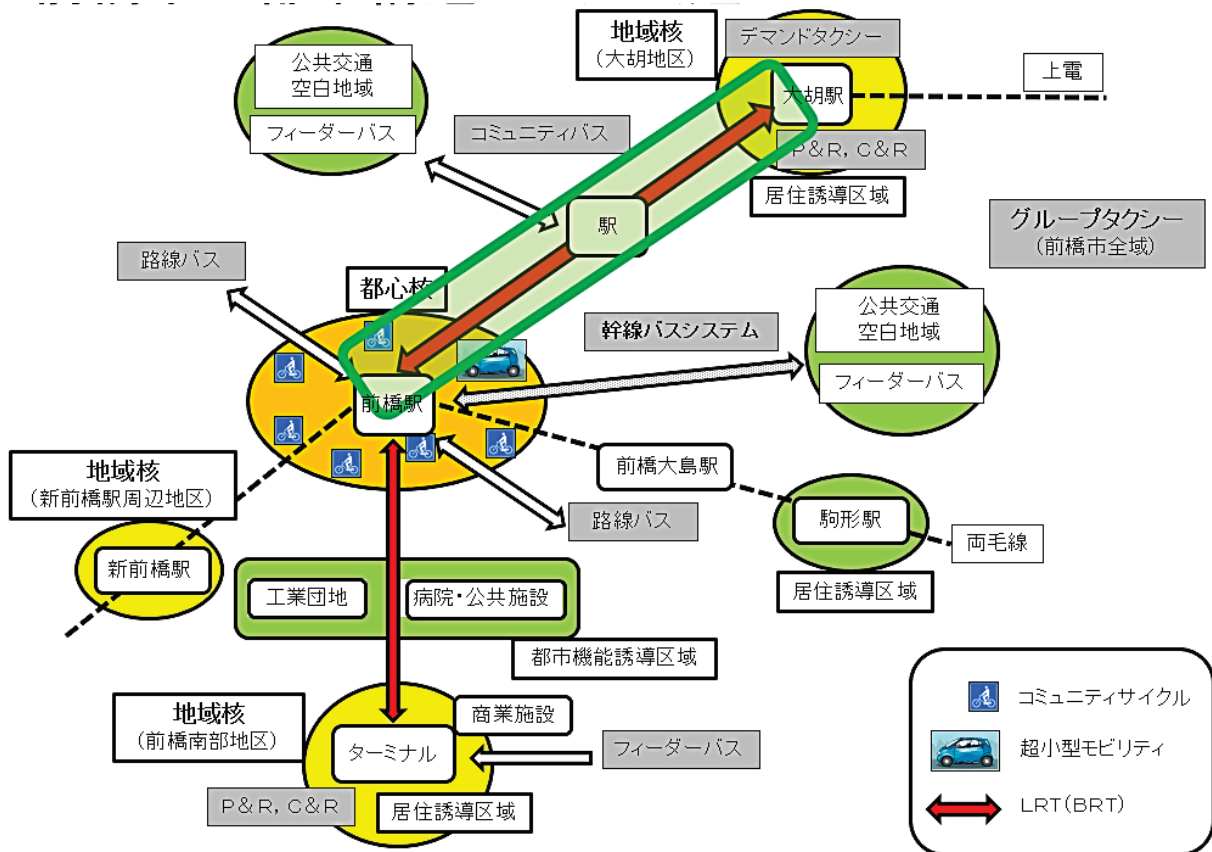 地域核
(大胡地区)
デマンドタクシー
公共交通
空白地域
フィーダーバス
大胡駅
上電
コミュニティバス
P&R, C&R
居住誘導区域
駅
グループタクシー
(前橋市全域)
路線バス
都心核
公共交通
空白地域
フィーダーバス
幹線バスシステム
前橋駅
地域核
(新前橋駅周辺地区)
前橋大島駅
路線バス
駒形駅
両毛線
新前橋駅
居住誘導区域
工業団地
病院・公共施設
都市機能誘導区域
地域核
(前橋南部地区)
商業施設
ターミナル
フィーダーバス
P&R, C&R
居住誘導区域
コミュニティサイクル
超小型モビリティ
LRT(BRT)